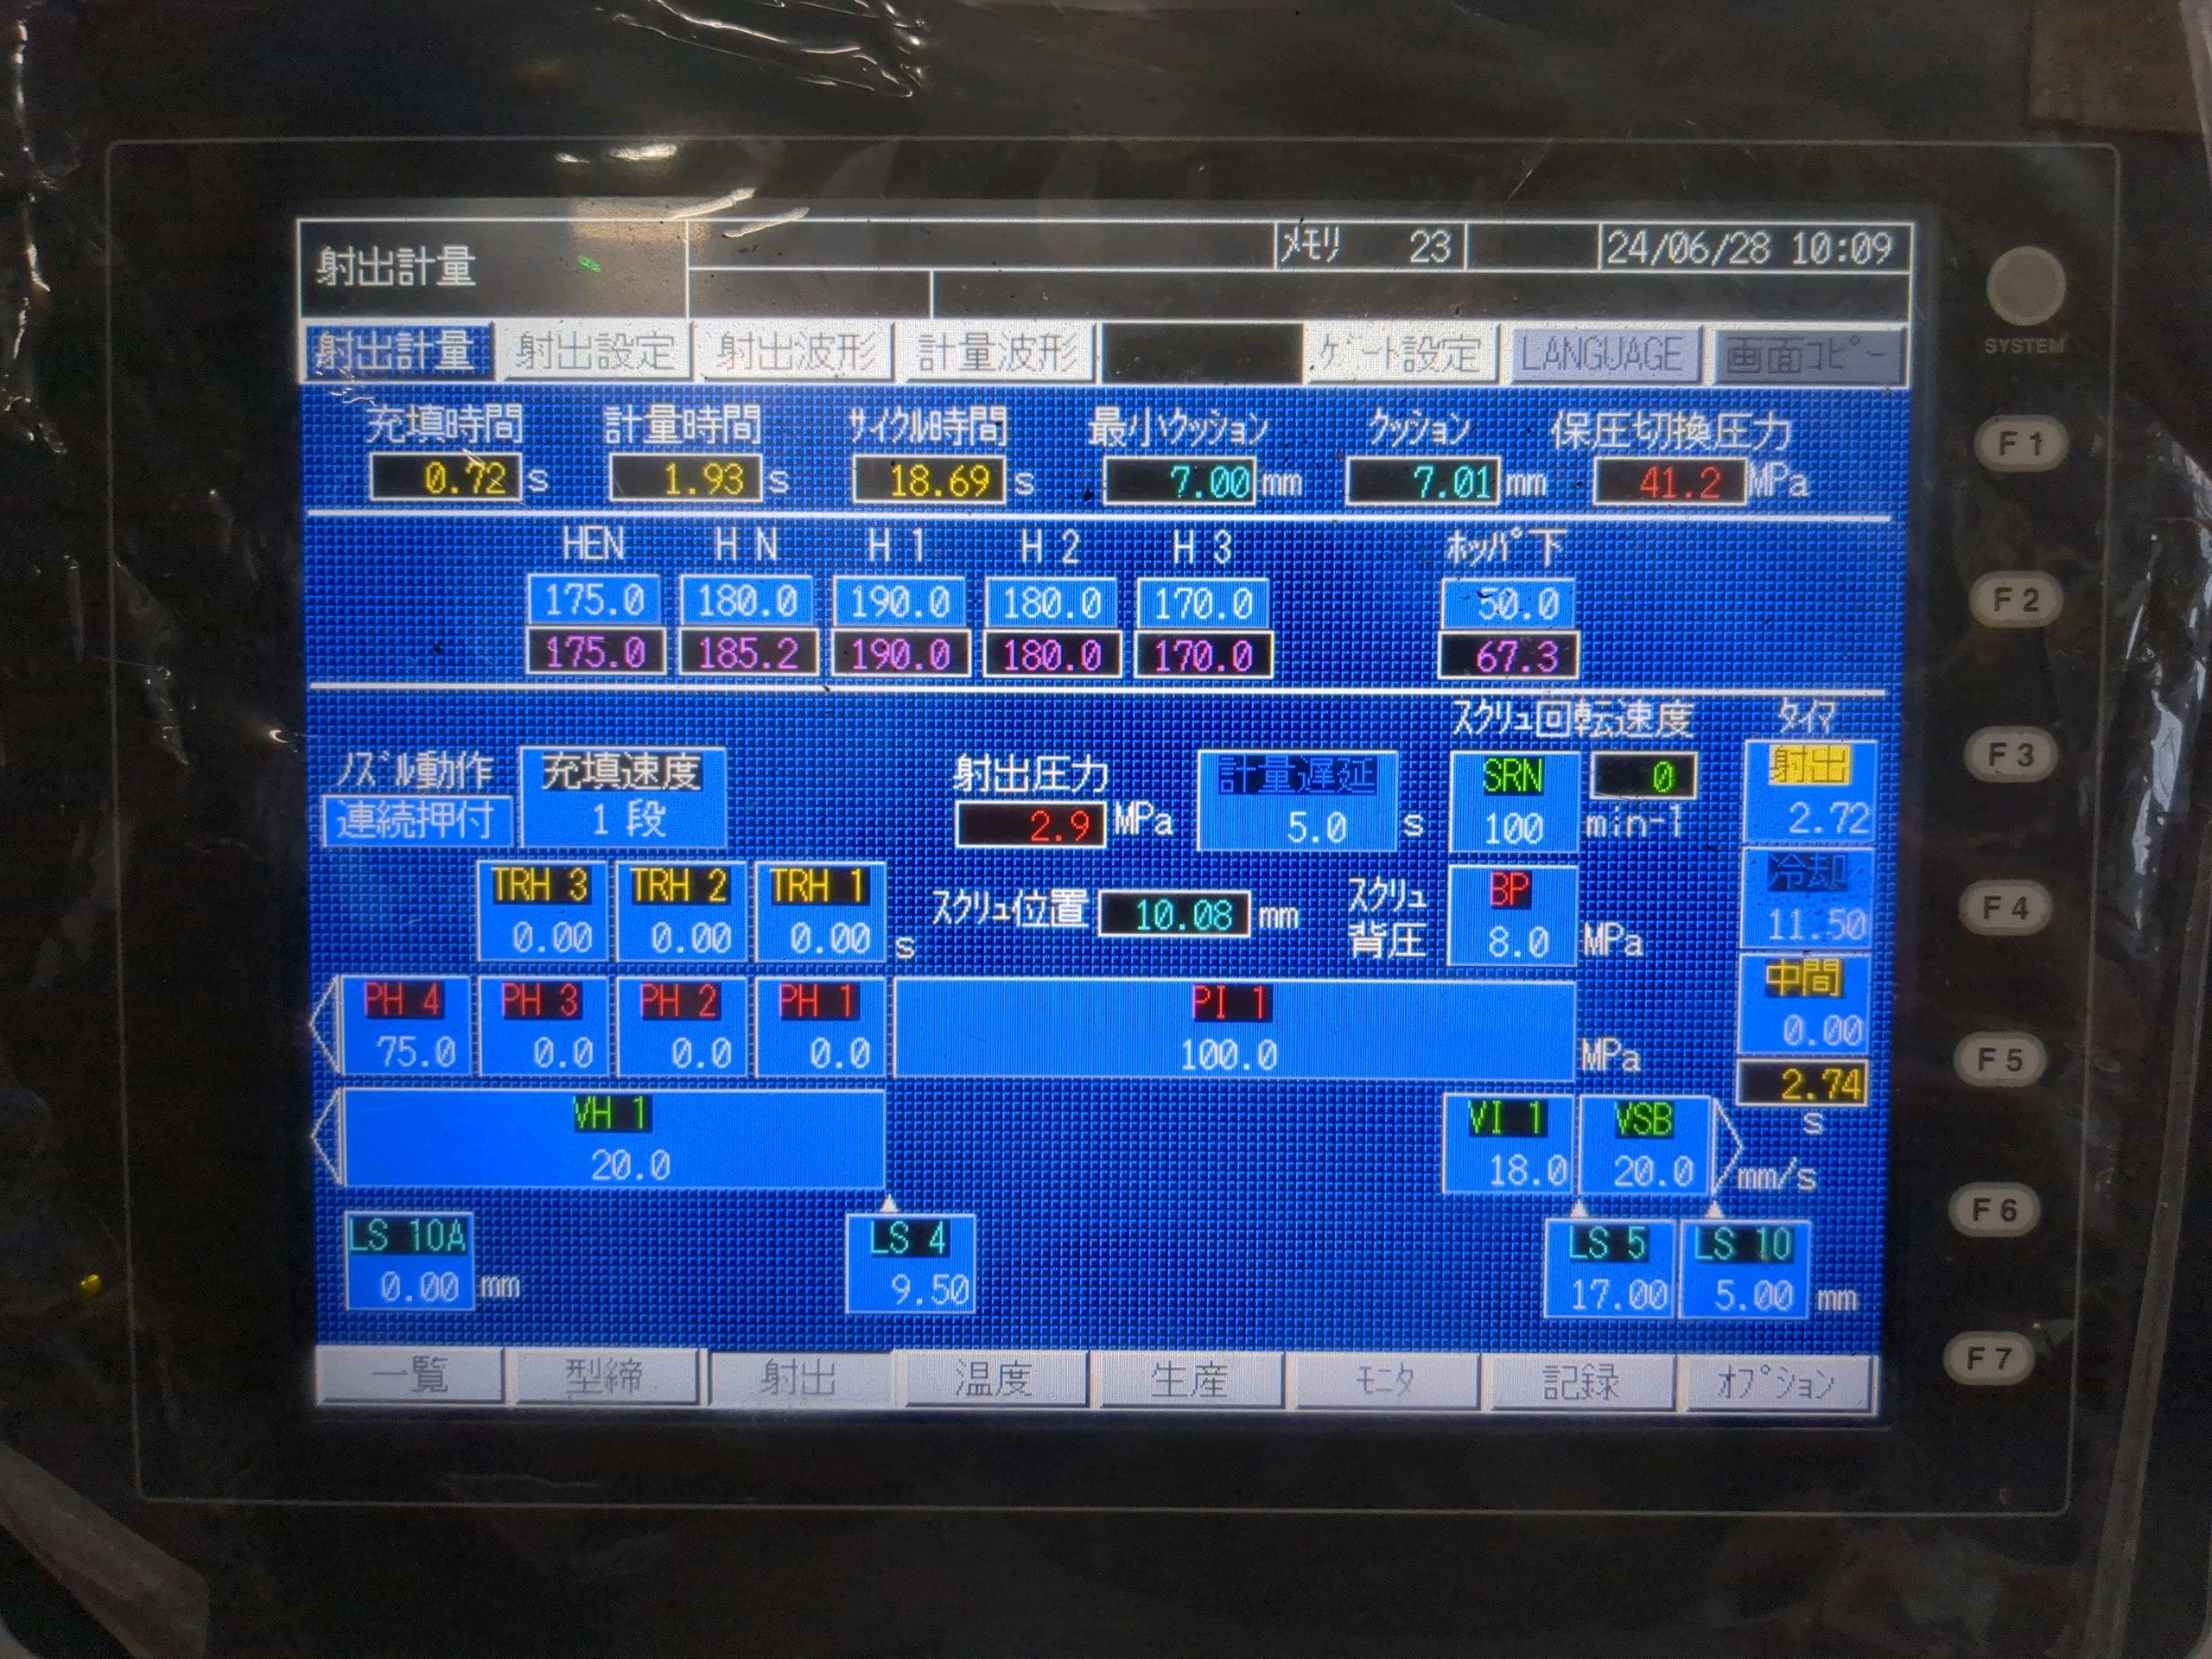 射出計量
ﾒﾓﾘ 23
24/06/28 10:09
SYSTEM
射出計量 射出設定 射出波形 計量波形 ｹﾞｰﾄ設定 LANGUAGE 画面ｺﾋﾟｰ
充填時間 計量時間 ｻｲｸﾙ時間 最小ｸｯｼｮﾝ ｸｯｼｮﾝ 保圧切換圧力
0.72 s 1.93 s 18.69 s 7.00 mm 7.01 mm 41.2 MPa
F1
HEN H N H 1 H 2 H 3 ﾎｯﾊﾟ下
175.0 180.0 190.0 180.0 170.0 50.0
F2
175.0 185.2 190.0 180.0 170.0 67.3
ｽｸﾘｭ回転速度 ﾀｲﾏ
ﾉｽﾞﾙ動作 充填速度 射出圧力 計量遅延 SRN 0 射出
F3
連続押付 1 段 2.9 MPa 5.0 s 100 min-1 2.72
TRH 3 TRH 2 TRH 1 ｽｸﾘｭ位置 10.08 mm ｽｸﾘｭ背圧 BP 冷却
0.00 0.00 0.00 s 8.0 MPa 11.50
F4
PH 4 PH 3 PH 2 PH 1 PI 1 中間
75.0 0.0 0.0 0.0 100.0 MPa 0.00
F5
2.74
s
VH 1 VI 1 VSB
20.0 18.0 20.0 mm/s
F6
LS 10A LS 4 LS 5 LS 10
0.00 mm 9.50 17.00 5.00 mm
F7
一覧 型締 射出 温度 生産 ﾓﾆﾀ 記録 ｵﾌﾟｼｮﾝ